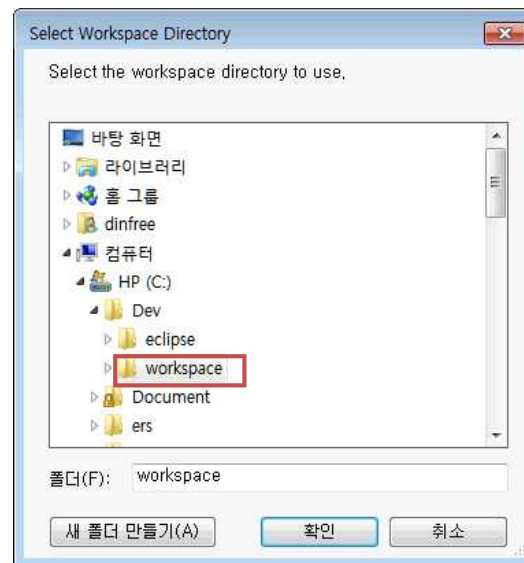 Select Workspace Directory
Select the workspace directory to use,
바탕 화면
라이브러리
홈 그룹
dinfree
컴퓨터
HP (C:)
Dev
eclipse
workspace
Document
ers
폴더(F): workspace
새 폴더 만들기(A) 확인 취소